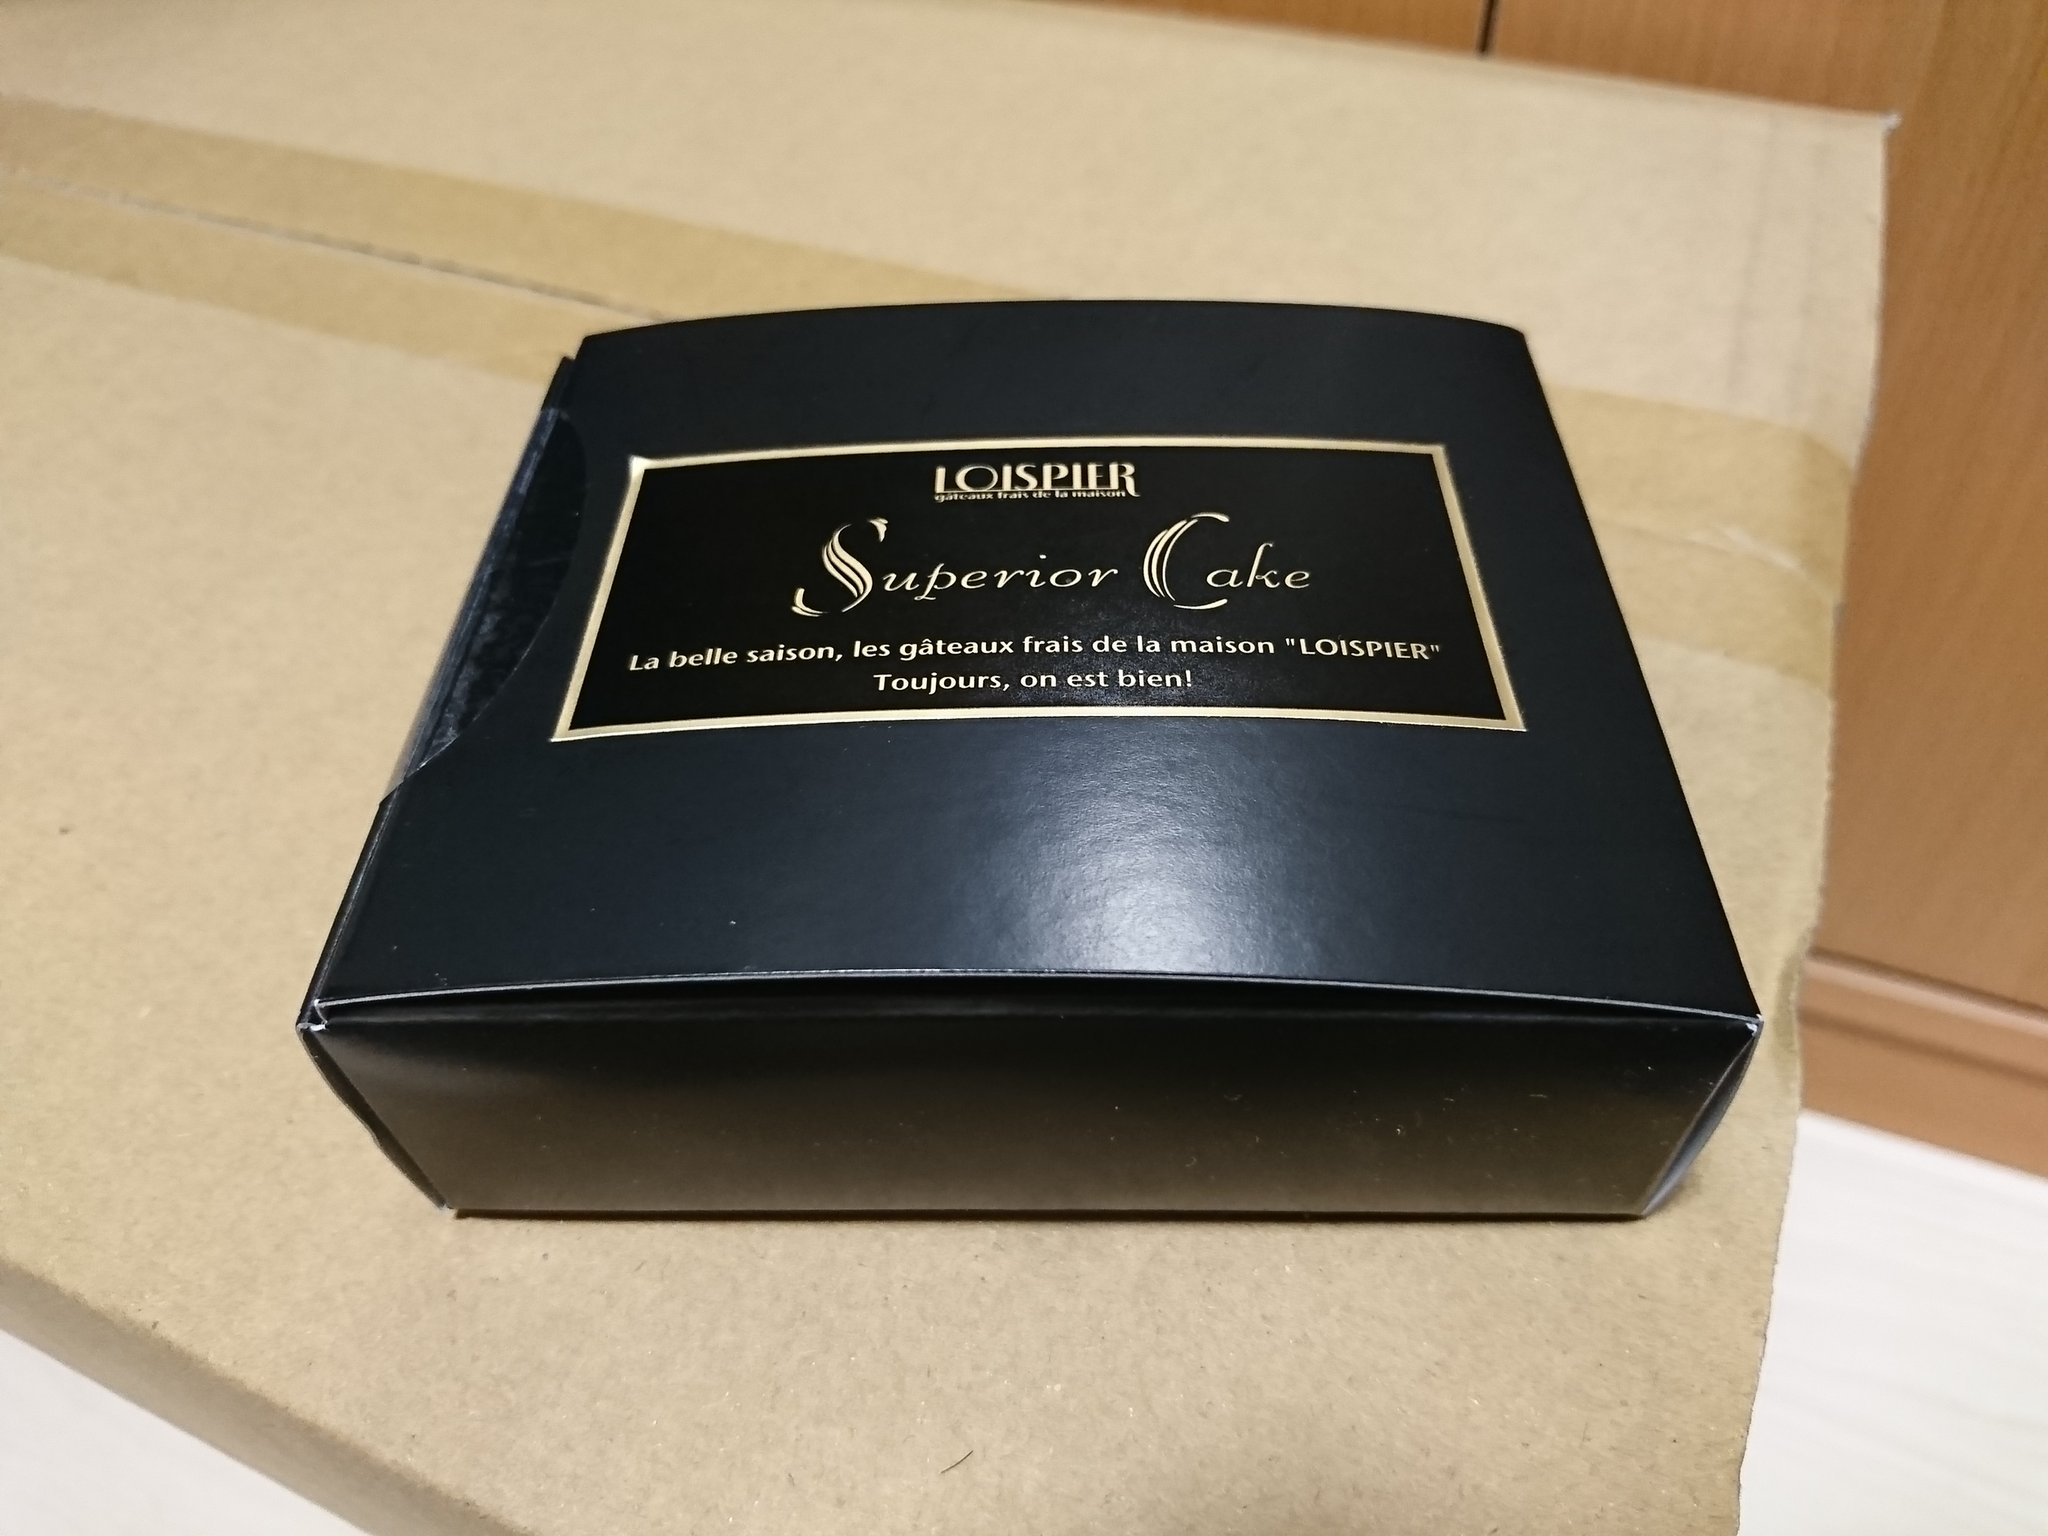 LOISPIER
gâteaux frais de la maison
Superior Cake
La belle saison, les gâteaux frais de la maison "LOISPIER"
Toujours, on est bien!